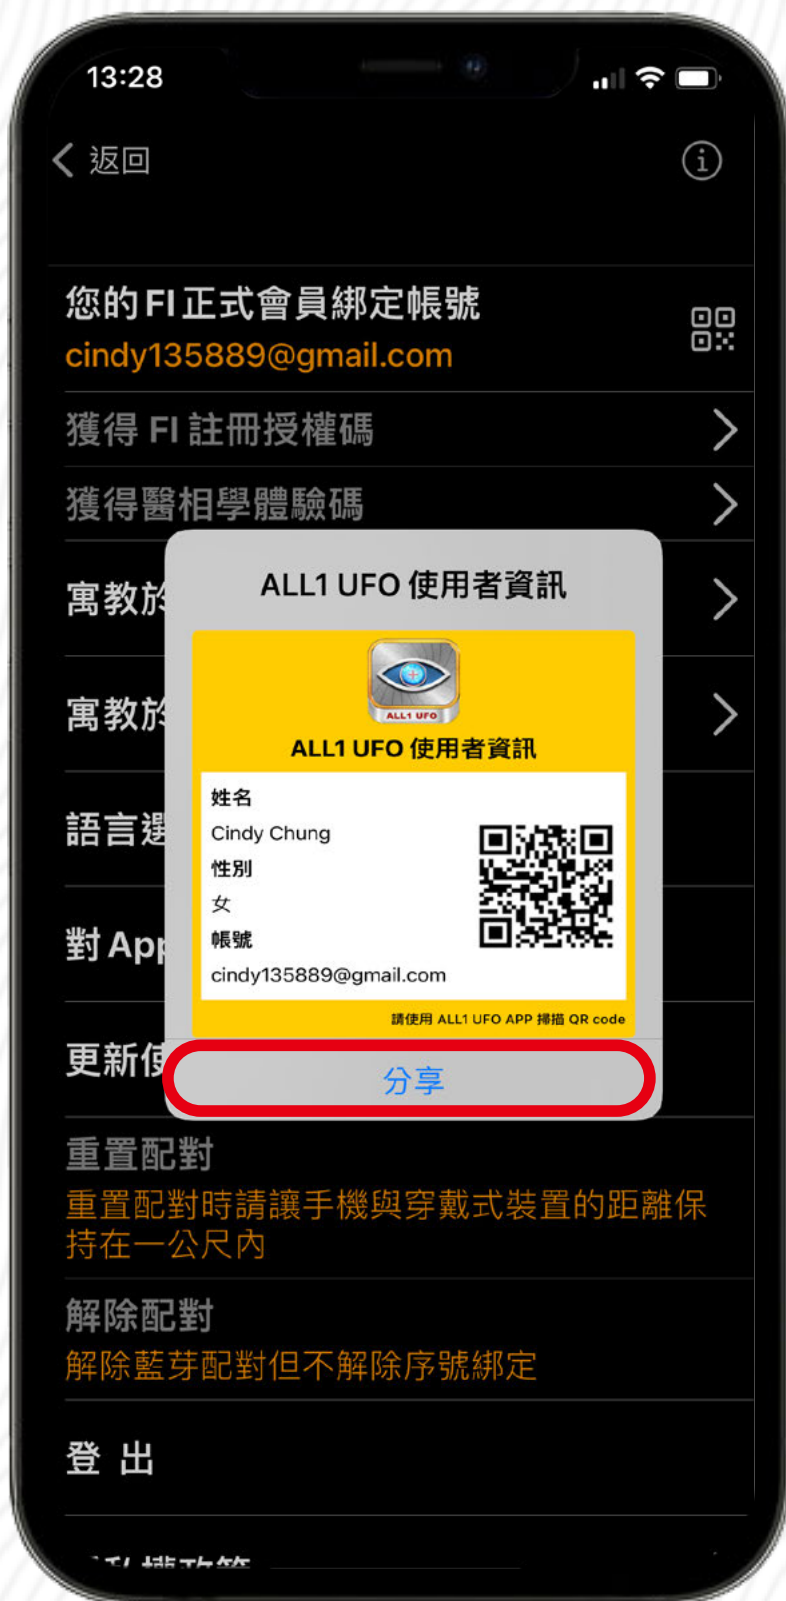 13:28
返回
您的 FI 正式會員綁定帳號
cindy135889@gmail.com
獲得 FI 註冊授權碼
獲得醫相學體驗碼
寓教於
寓教於
語言選
對 App
更新使
ALL1 UFO 使用者資訊
ALL1 UFO
ALL1 UFO 使用者資訊
姓名
Cindy Chung
性別
女
帳號
cindy135889@gmail.com
請使用 ALL1 UFO APP 掃描 QR code
分享
重置配對
重置配對時請讓手機與穿戴式裝置的距離保
持在一公尺內
解除配對
解除藍芽配對但不解除序號綁定
登 出